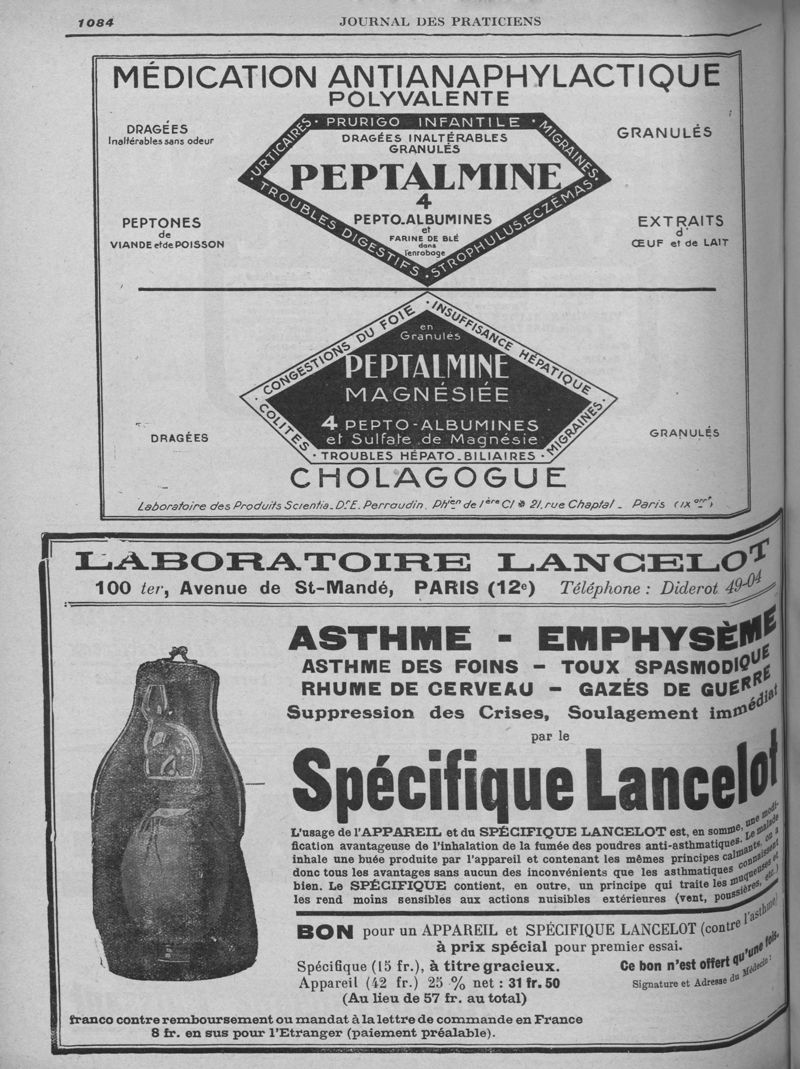 1084
JOURNAL DES PRATICIENS
MÉDICATION ANTIANAPHYLACTIQUE
POLYVALENTE
DRAGÉES
Inaltérables sans odeur
GRANULÉS
URTICAIRES · PRURIGO INFANTILE · MIGRAINES
DRAGÉES INALTÉRABLES
GRANULÉS
PEPTALMINE
4
PEPTO-ALBUMINES
et
FARINE DE BLÉ
dans
l'enrobage
TROUBLES DIGESTIFS · STROPHULUS.ECZÉMAS
PEPTONES
de
VIANDE et de POISSON
EXTRAITS
d'
ŒUF et de LAIT
CONGESTIONS DU FOIE · INSUFFISANCE HÉPATIQUE
en
Granulés
PEPTALMINE
MAGNÉSIÉE
4 PEPTO-ALBUMINES
et Sulfate de Magnésie
COLITES · TROUBLES HÉPATO-BILIAIRES · MIGRAINES
DRAGÉES
GRANULÉS
CHOLAGOGUE
Laboratoire des Produits Scientia_ Dr E. Perraudin. Phien de 1ère Cl 21, rue Chaptal _ Paris (IX arrt)
LABORATOIRE LANCELOT
100 ter, Avenue de St-Mandé, PARIS (12e) Téléphone : Diderot 49-04
ASTHME - EMPHYSÈME
ASTHME DES FOINS - TOUX SPASMODIQUE
RHUME DE CERVEAU - GAZÉS DE GUERRE
Suppression des Crises, Soulagement immédiat
par le
Spécifique Lancelot
L'usage de l'APPAREIL et du SPÉCIFIQUE LANCELOT est, en somme, une modi-
fication avantageuse de l'inhalation de la fumée des poudres anti-asthmatiques. Le malade
inhale une buée produite par l'appareil et contenant les mêmes principes calmants, on a
donc tous les avantages sans aucun des inconvénients que les asthmatiques connaissent
bien. Le SPÉCIFIQUE contient, en outre, un principe qui traite les muqueuses et
les rend moins sensibles aux actions nuisibles extérieures (vent, poussières, etc.)
BON pour un APPAREIL et SPÉCIFIQUE LANCELOT (contre l'asthme)
à prix spécial pour premier essai.
Spécifique (15 fr.), à titre gracieux.
Appareil (42 fr.) 25 % net : 31 fr. 50
(Au lieu de 57 fr. au total)
Ce bon n'est offert qu'une fois.
Signature et Adresse du Médecin :
franco contre remboursement ou mandat à la lettre de commande en France
8 fr. en sus pour l'Etranger (paiement préalable).